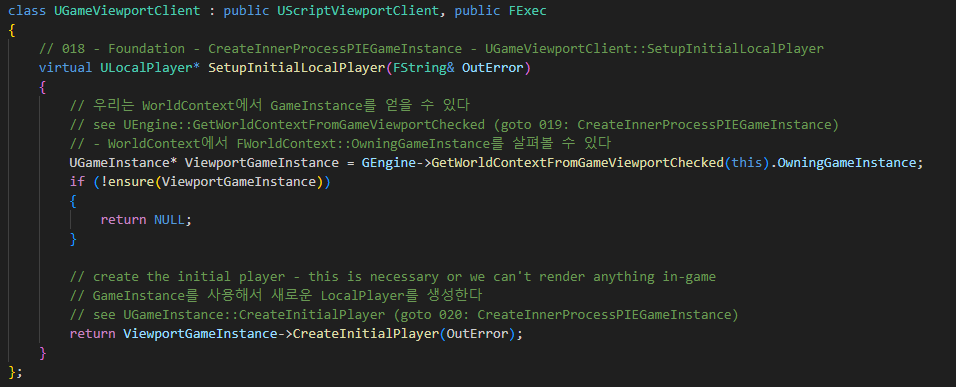 class UGameViewportClient : public UScriptViewportClient, public FExec
{
    // 018 - Foundation - CreateInnerProcessPIEGameInstance - UGameViewportClient::SetupInitialLocalPlayer
    virtual ULocalPlayer* SetupInitialLocalPlayer(FString& OutError)
    {
        // 우리는 WorldContext에서 GameInstance를 얻을 수 있다
        // see UEngine::GetWorldContextFromGameViewportChecked (goto 019: CreateInnerProcessPIEGameInstance)
        // - WorldContext에서 FWorldContext::OwningGameInstance를 살펴볼 수 있다
        UGameInstance* ViewportGameInstance = GEngine->GetWorldContextFromGameViewportChecked(this).OwningGameInstance;
        if (!ensure(ViewportGameInstance))
        {
            return NULL;
        }

        // create the initial player - this is necessary or we can't render anything in-game
        // GameInstance를 사용해서 새로운 LocalPlayer를 생성한다
        // see UGameInstance::CreateInitialPlayer (goto 020: CreateInnerProcessPIEGameInstance)
        return ViewportGameInstance->CreateInitialPlayer(OutError);
    }
};